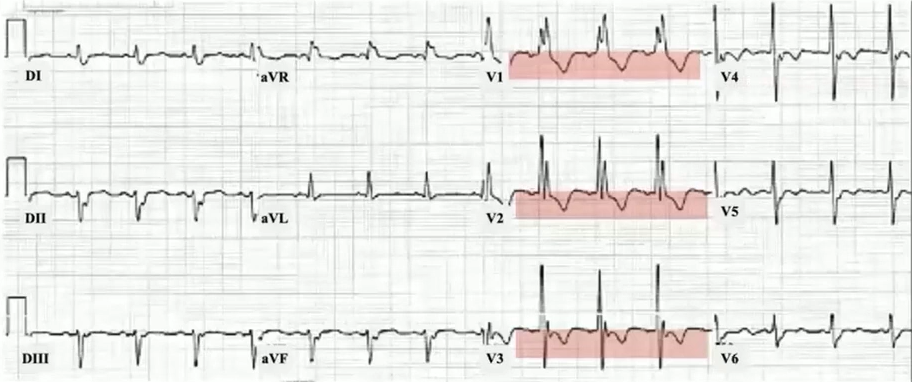 DI aVR V1 V4
DII aVL V2 V5
DIII aVF V3 V6